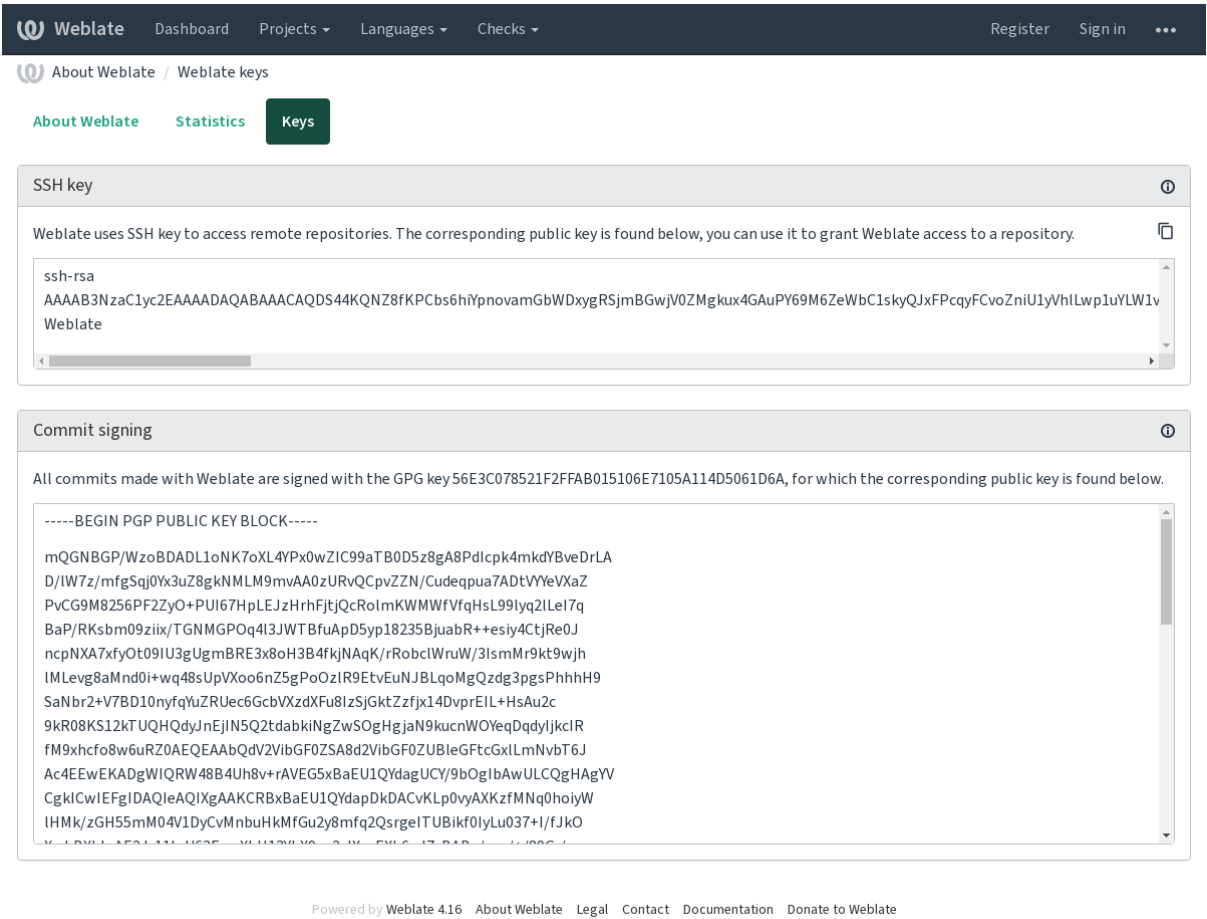 Weblate Dashboard Projects Languages Checks Register Sign in
About Weblate / Weblate keys
About Weblate Statistics Keys
SSH key
Weblate uses SSH key to access remote repositories. The corresponding public key is found below, you can use it to grant Weblate access to a repository.
ssh-rsa
AAAAB3NzaC1yc2EAAAADAQABAAACAQDS44KQNZ8fKPCbs6hiYpnovamGbWDxygRSjmBGwjV0ZMgkux4GAuPY69M6ZeWbC1skyQJxFPcqyFCvoZniU1yVhlLwp1uYLW1v
Weblate
Commit signing
All commits made with Weblate are signed with the GPG key 56E3C078521F2FFAB015106E7105A114D5061D6A, for which the corresponding public key is found below.
-----BEGIN PGP PUBLIC KEY BLOCK-----
mQGNBGP/WzoBDADL1oNK7oXL4YPx0wZIC99aTB0D5z8gA8PdIcpk4mkdYBveDrLA
D/lW7z/mfgSqj0Yx3uZ8gkNMLM9mvAA0zURvQCpvZZN/Cudeqpua7ADtVYYeVXaZ
PvCG9M8256PF2ZyO+PUI67HpLEJzHrhFjtjQcRolmKWMWfVfqHsL99lyq2lLeI7q
BaP/RKsbm09ziix/TGNMGPOq4l3JWTBfuApD5yp18235BjuabR++esiy4CtjRe0J
ncpNXA7xfyOt09IU3gUgmBRE3x8oH3B4fkjNAqK/rRobclWruW/3IsmMr9kt9wjh
lMLevg8aMnd0i+wq48sUpVXoo6nZ5gPoOzlR9EtvEuNJBLqoMgQzdg3pgsPhhhH9
SaNbr2+V7BD10nyfqYuZRUec6GcbVXzdXFu8IzSjGktZzfjx14DvprEIL+HsAu2c
9kR08KS12kTUQHQdyJnEjIN5Q2tdabkiNgZwSOgHgjaN9kucnWOYeqDqdyIjkcIR
fM9xhcfo8w6uRZ0AEQEAAbQdV2VibGF0ZSA8d2VibGF0ZUBleGFtcGxlLmNvbT6J
Ac4EEwEKADgWIQRW48B4Uh8v+rAVEG5xBaEU1QYdagUCY/9bOgIbAwULCQgHAgYV
CgkICwIEFgIDAQIeAQIXgAAKCRBxBaEU1QYdapDkDACvKLp0vyAXKzfMNq0hoiyW
lHMk/zGH55mM04V1DyCvMnbuHkMfGu2y8mfq2QsrgeITUBikf0IyLu037+I/fJkO
Powered by Weblate 4.16 About Weblate Legal Contact Documentation Donate to Weblate